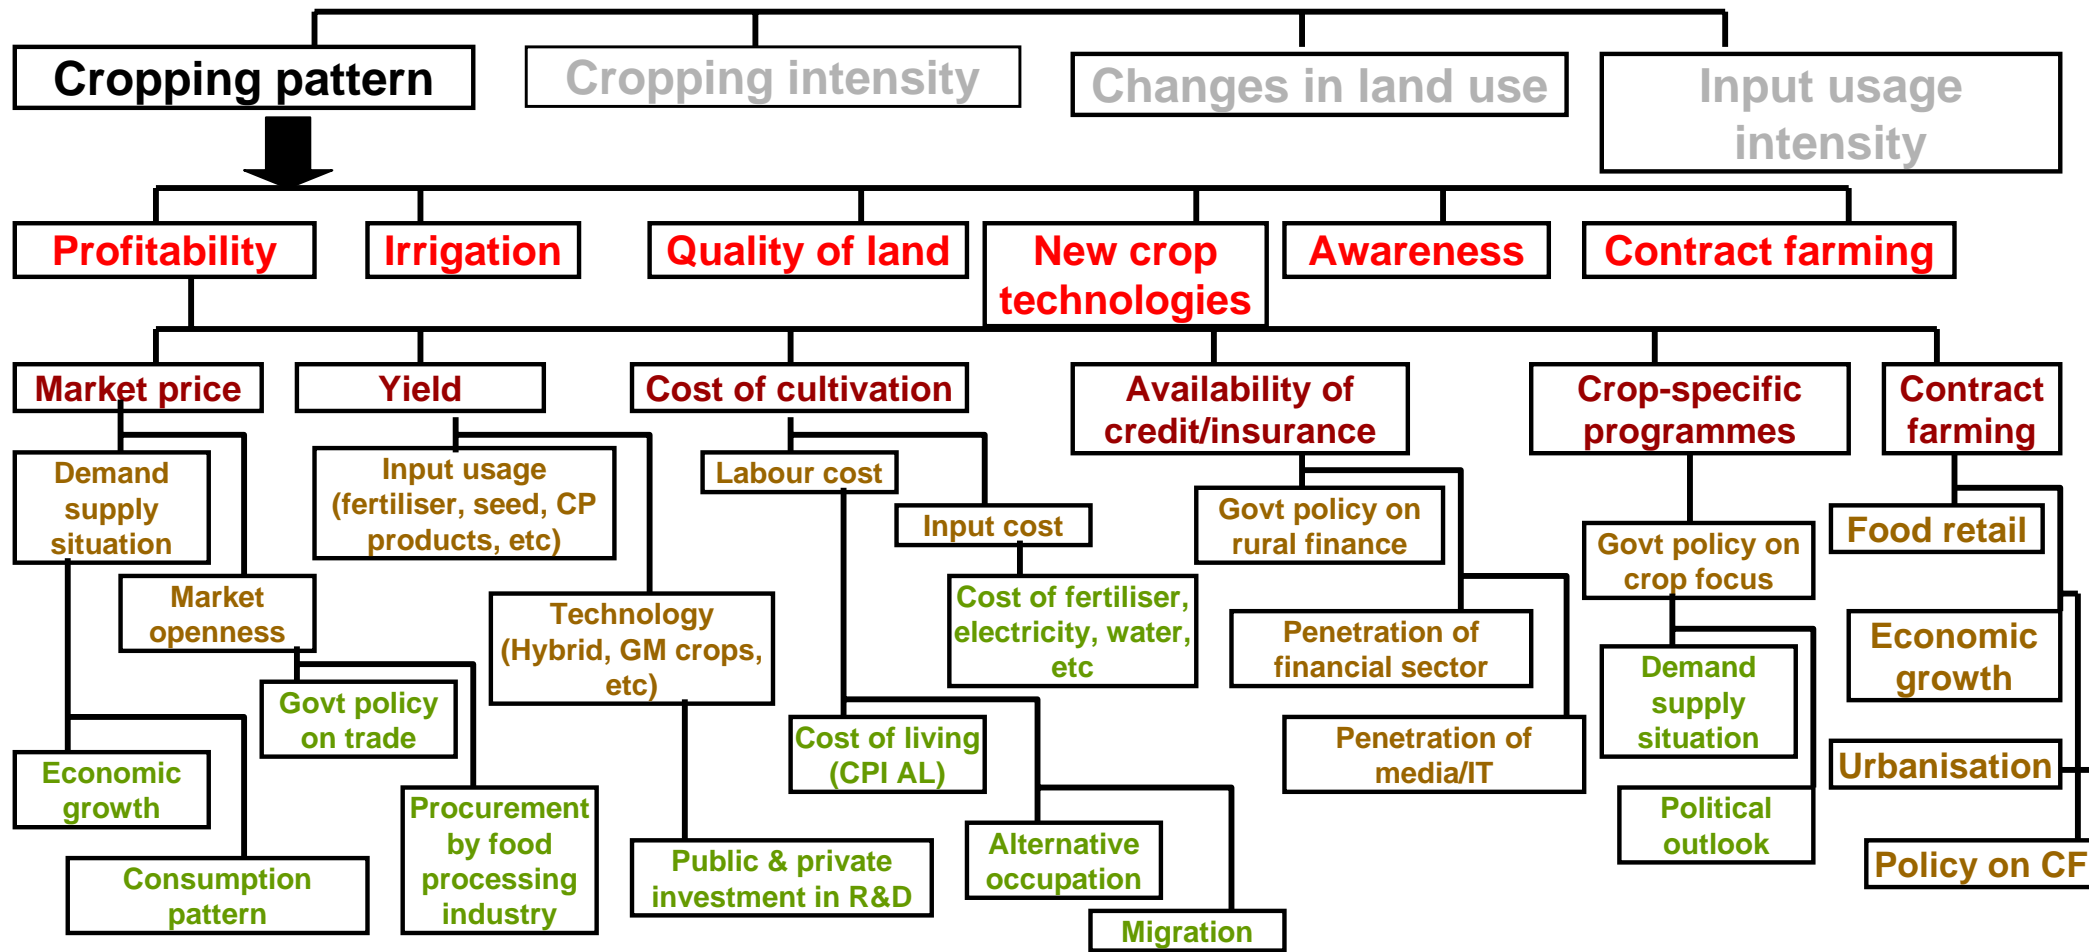 Cropping pattern
Cropping intensity
Changes in land use
Input usage
intensity
Profitability
Irrigation
Quality of land
New crop
technologies
Awareness
Contract farming
Market price
Yield
Cost of cultivation
Availability of
credit/insurance
Crop-specific
programmes
Contract
farming
Demand
supply
situation
Input usage
(fertiliser, seed, CP
products, etc)
Labour cost
Input cost
Govt policy on
rural finance
Govt policy on
crop focus
Food retail
Market
openness
Technology
(Hybrid, GM crops,
etc)
Cost of fertiliser,
electricity, water,
etc
Penetration of
financial sector
Demand
supply
situation
Economic
growth
Govt policy
on trade
Cost of living
(CPI AL)
Penetration of
media/IT
Urbanisation
Economic
growth
Procurement
by food
processing
industry
Political
outlook
Consumption
pattern
Public & private
investment in R&D
Alternative
occupation
Policy on CF
Migration